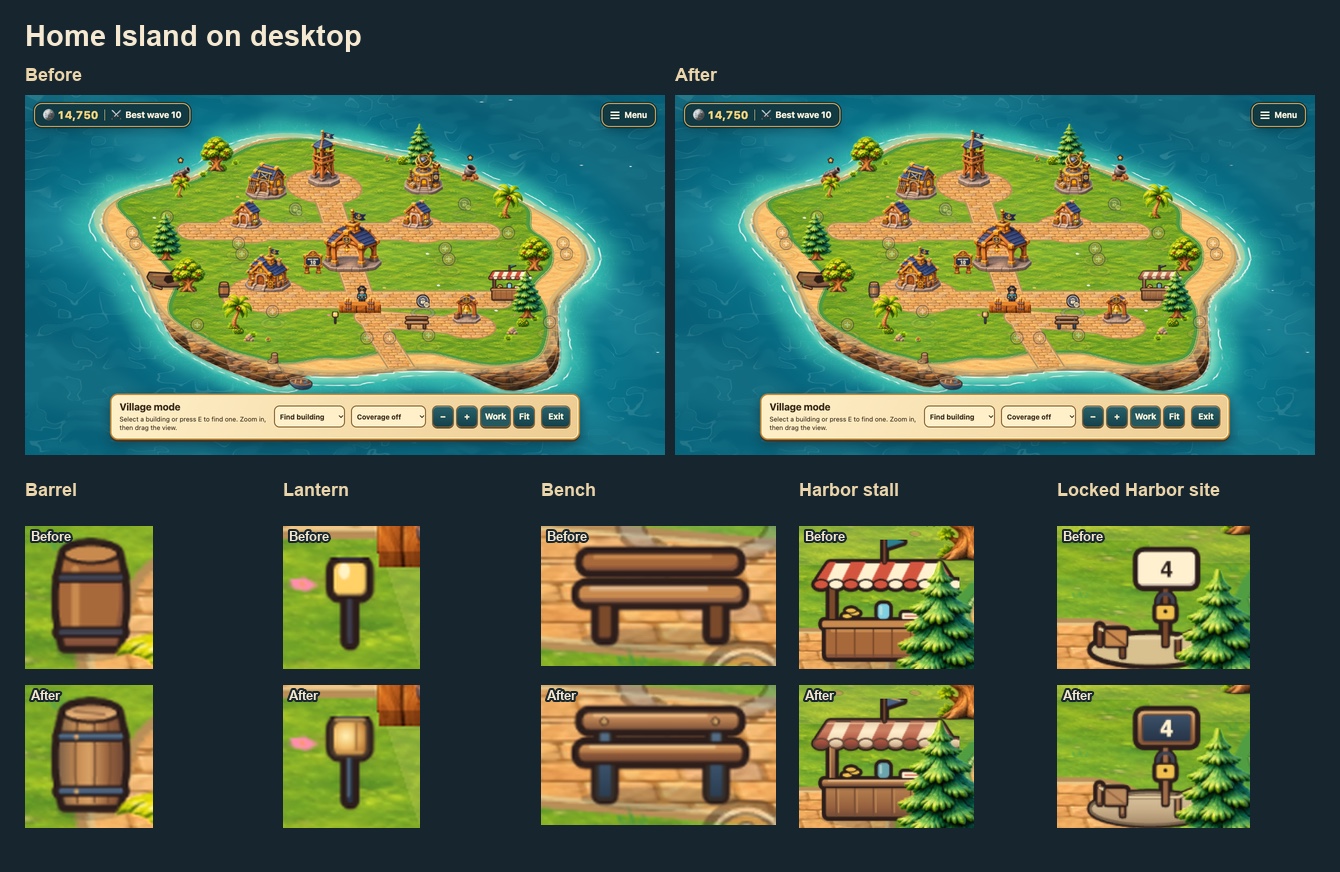 Home Island on desktop
Before
After
14,750 | Best wave 10
Menu
14,750 | Best wave 10
Menu
10
10
Village mode
Select a building or press E to find one. Zoom in,
then drag the view.
Find building
Coverage off
−
+
Work
Fit
Exit
Village mode
Select a building or press E to find one. Zoom in,
then drag the view.
Find building
Coverage off
−
+
Work
Fit
Exit
Barrel
Lantern
Bench
Harbor stall
Locked Harbor site
Before
Before
Before
Before
Before
4
After
After
After
After
After
4